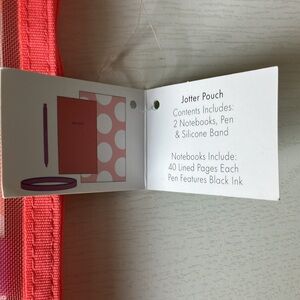 Jotter Pouch
Contents Includes:
2 Notebooks, Pen
& Silicone Band
Notebooks Include:
40 Lined Pages Each
Pen Features Black Ink